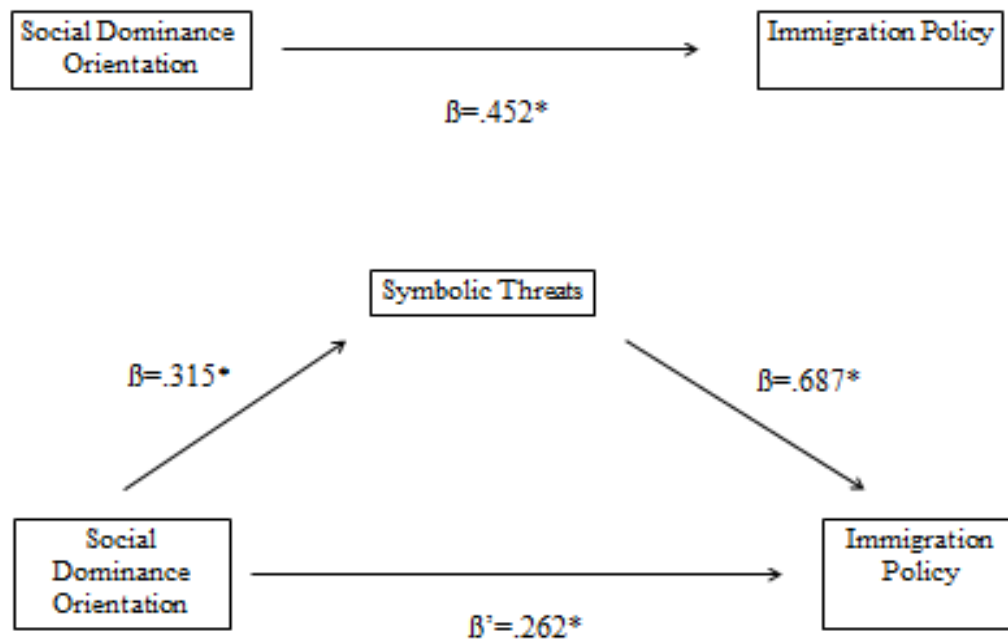 Social Dominance
Orientation
Immigration Policy
ß=.452*
Symbolic Threats
ß=.315*
ß=.687*
Social
Dominance
Orientation
Immigration
Policy
ß’=.262*